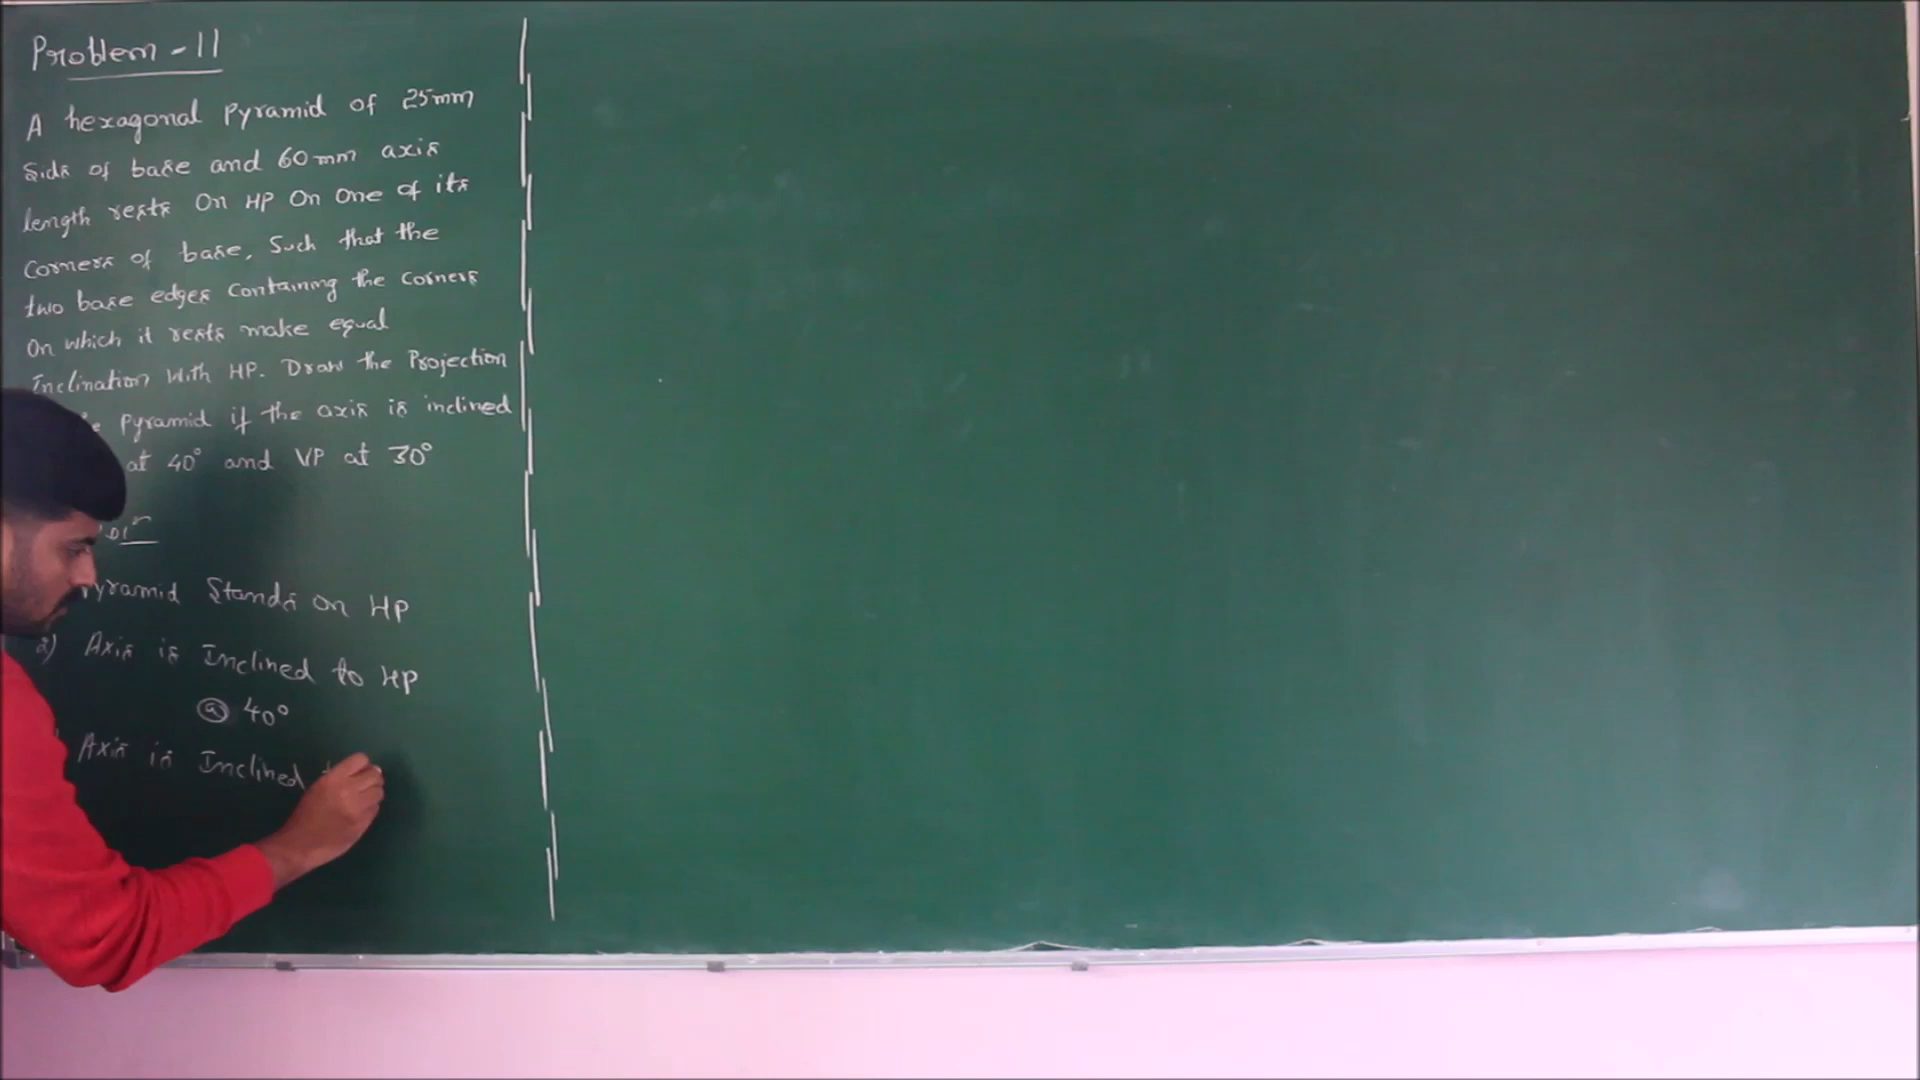 Problem - 11
A hexagonal Pyramid of 25mm
Side of base and 60mm axis
length rests On HP On One of its
Corners of base, Such that the
two base edges Containing the Corners
On which it rests make equal
Inclination With HP. Draw the Projection
Pyramid if the axis is inclined
at 40° and VP at 30°
Pyramid Stands on HP
2) Axis is Inclined to HP
@ 40°
Axis is Inclined